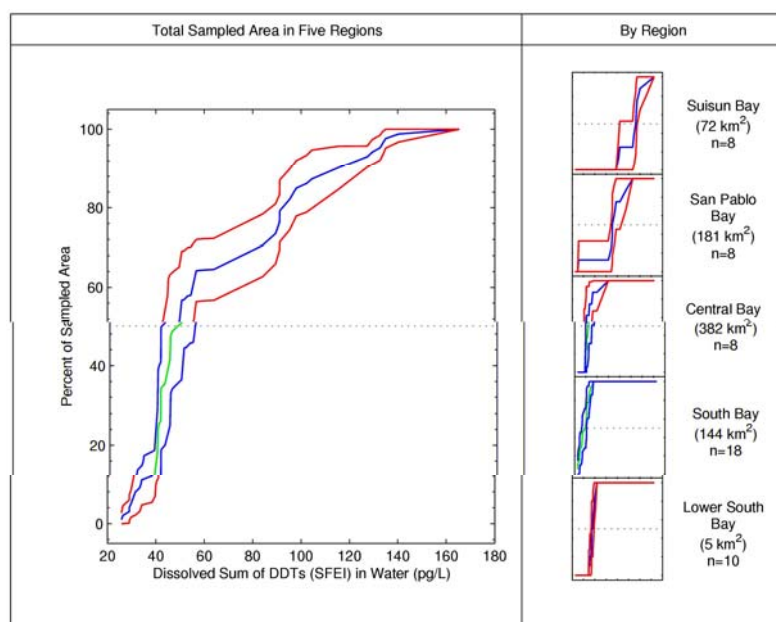 Total Sampled Area in Five Regions
By Region
100
80
60
40
20
0
Percent of Sampled Area
20 40 60 80 100 120 140 160 180
Dissolved Sum of DDTs (SFEI) in Water (pg/L)
Suisun Bay
(72 km²)
n=8
San Pablo
Bay
(181 km²)
n=8
Central Bay
(382 km²)
n=8
South Bay
(144 km²)
n=18
Lower South
Bay
(5 km²)
n=10